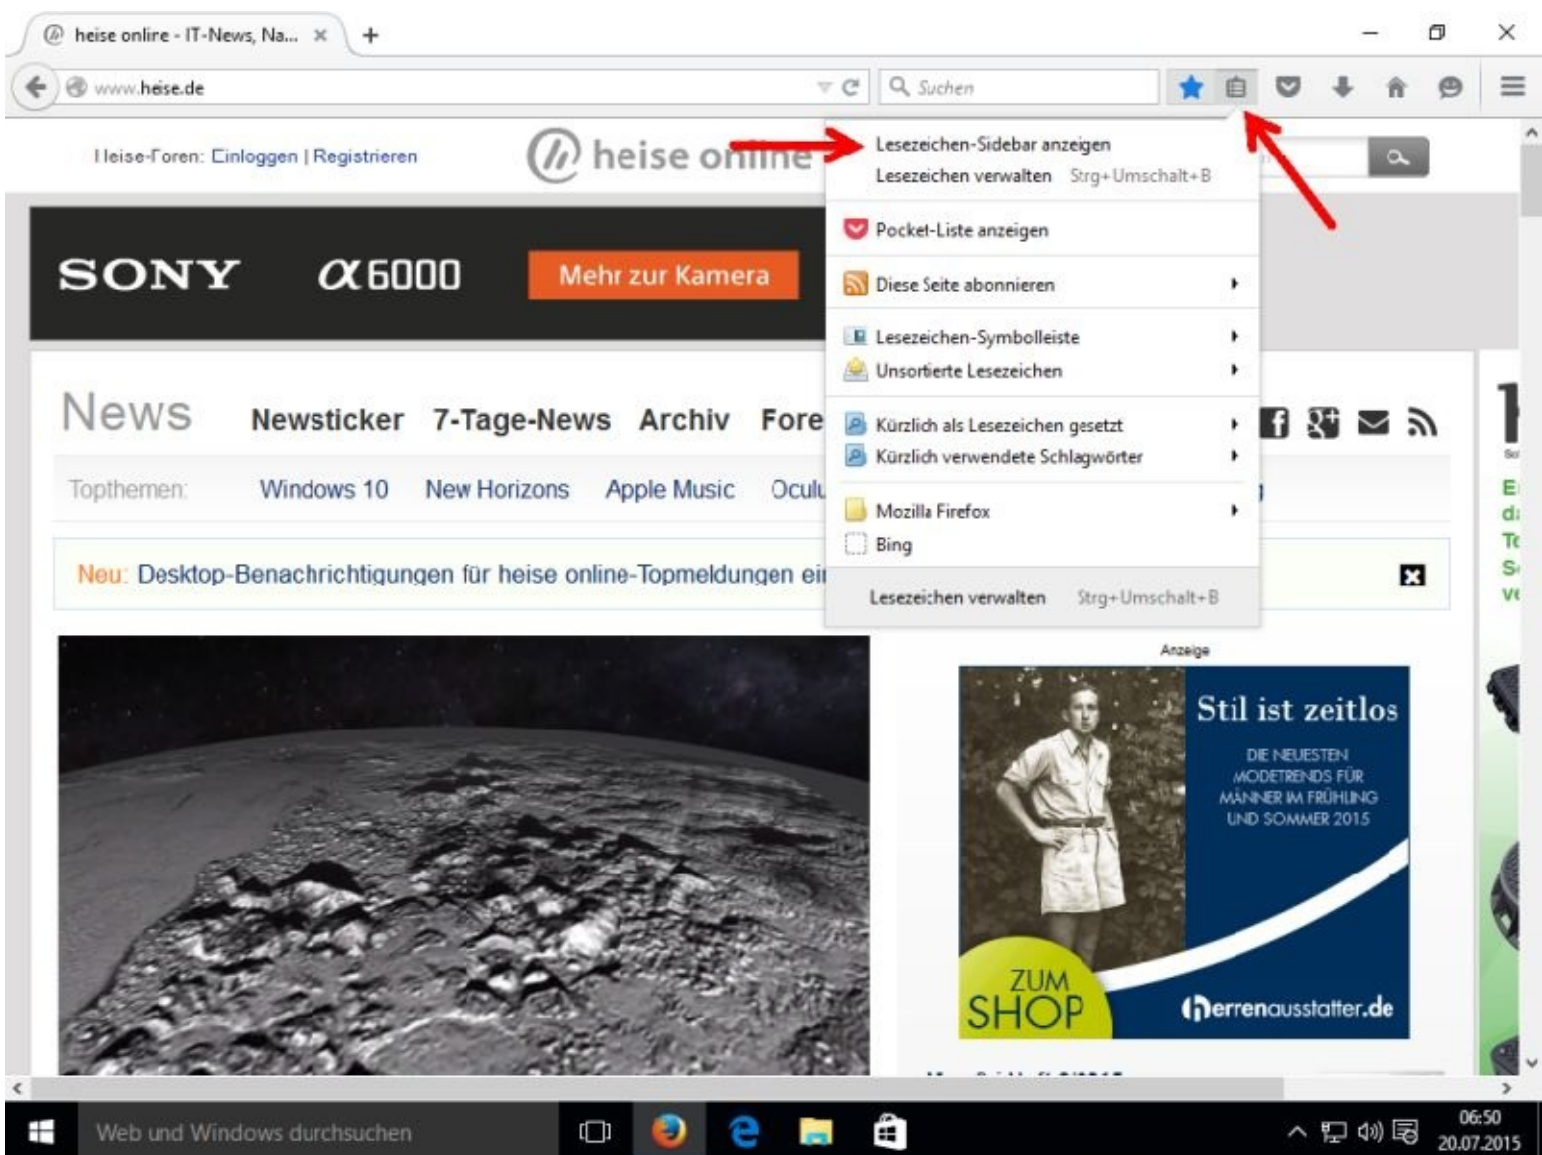 heise onlire - IT-News, Na...
www.heise.de
Suchen
Heise-Foren: Einloggen | Registrieren
heise online
Lesezeichen-Sidebar anzeigen
Lesezeichen verwalten Strg+Umschalt+B
Pocket-Liste anzeigen
Diese Seite abonnieren
Lesezeichen-Symbolleiste
Unsortierte Lesezeichen
Kürzlich als Lesezeichen gesetzt
Kürzlich verwendete Schlagwörter
Mozilla Firefox
Bing
Lesezeichen verwalten Strg+Umschalt+B
SONY α6000 Mehr zur Kamera
News Newsticker 7-Tage-News Archiv Fore
Topthemen: Windows 10 New Horizons Apple Music Ocul
Neu: Desktop-Benachrichtigungen für heise online-Topmeldungen ei
Anzeige
Stil ist zeitlos
DIE NEUESTEN
MODETRENDS FÜR
MÄNNER IM FRÜHLING
UND SOMMER 2015
ZUM
SHOP
herrenausstatter.de
Web und Windows durchsuchen
06:50
20.07.2015